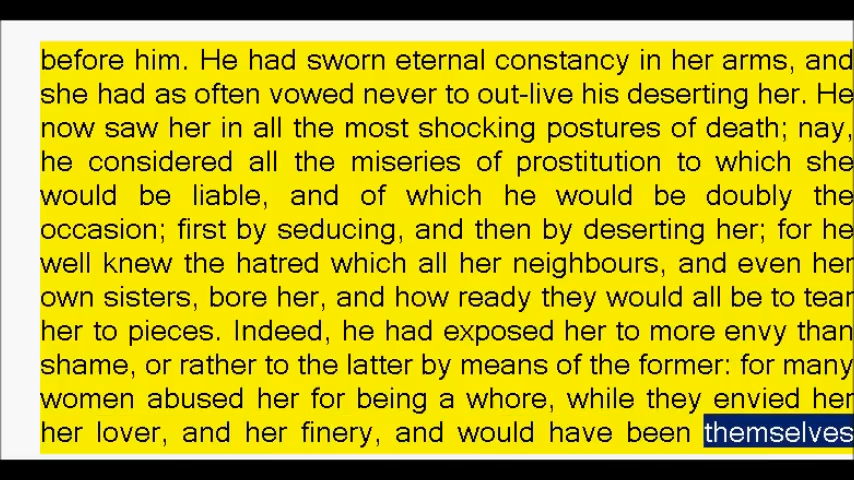 before him. He had sworn eternal constancy in her arms, and
she had as often vowed never to out-live his deserting her. He
now saw her in all the most shocking postures of death; nay,
he considered all the miseries of prostitution to which she
would be liable, and of which he would be doubly the
occasion; first by seducing, and then by deserting her; for he
well knew the hatred which all her neighbours, and even her
own sisters, bore her, and how ready they would all be to tear
her to pieces. Indeed, he had exposed her to more envy than
shame, or rather to the latter by means of the former: for many
women abused her for being a whore, while they envied her
her lover, and her finery, and would have been themselves